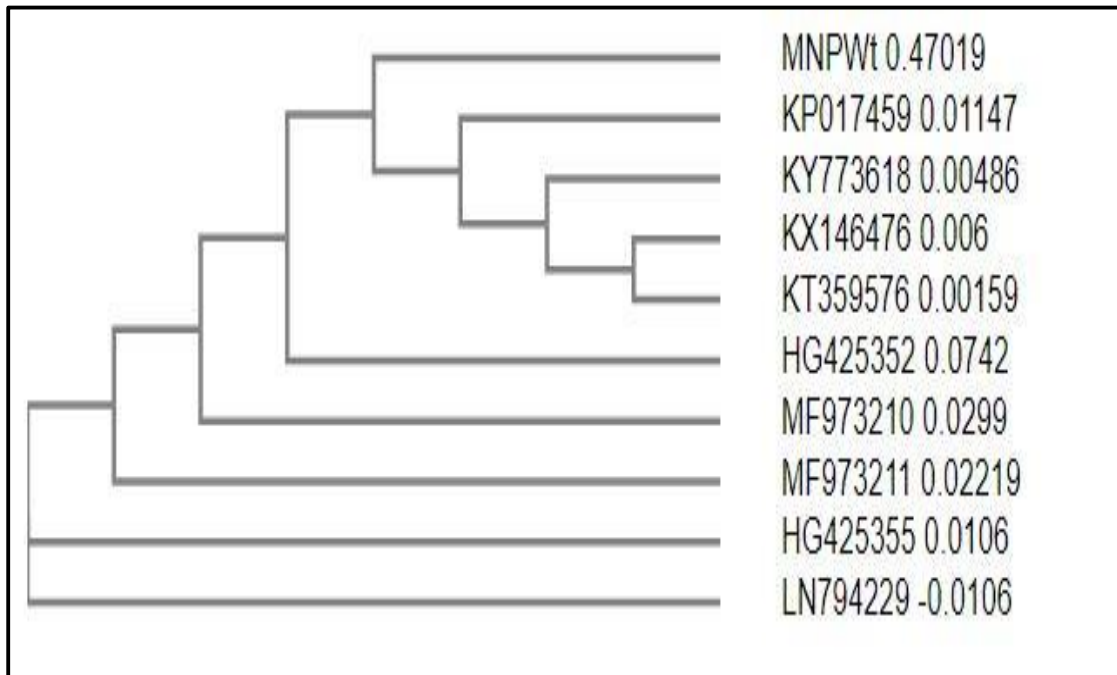 MNPWt 0.47019
KP017459 0.01147
KY773618 0.00486
KX146476 0.006
KT359576 0.00159
HG425352 0.0742
MF973210 0.0299
MF973211 0.02219
HG425355 0.0106
LN794229 -0.0106